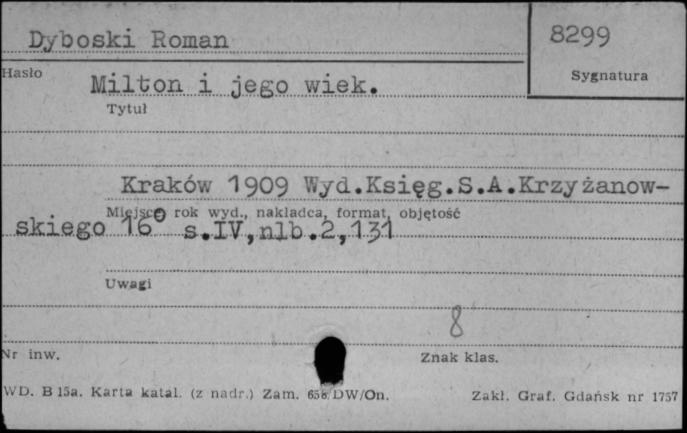 Dyboski Roman
8299
Hasło
Sygnatura
Milton i jego wiek.
Tytuł
Kraków 1909 Wyd.Księg.S.A.Krzyżanow-
Miejsce rok wyd., nakładca, format, objętość
skiego 16° s.IV,nlb.2,131
Uwagi
8
Nr inw.
Znak klas.
WD. B 15a. Karta katal. (z nadr.) Zam. 658/DW/On.
Zakł. Graf. Gdańsk nr 1757